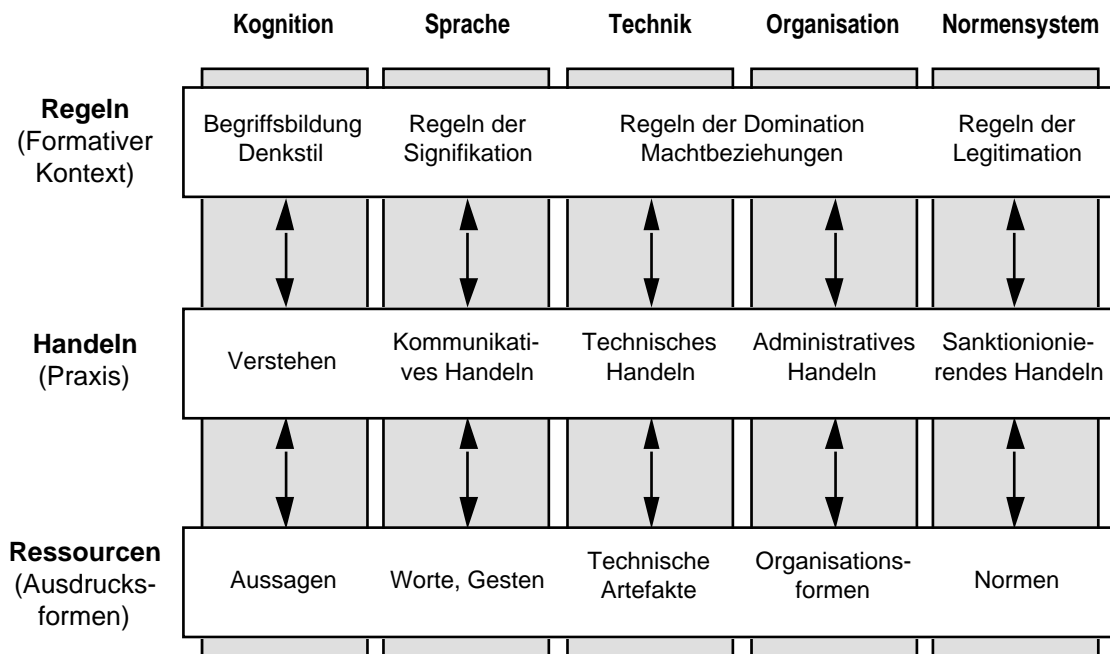 Kognition Sprache Technik Organisation Normensystem
Regeln
(Formativer
Kontext)
Begriffsbildung
Denkstil
Regeln der
Signifikation
Regeln der Domination
Machtbeziehungen
Regeln der
Legitimation
Handeln
(Praxis)
Verstehen
Kommunikati-
ves Handeln
Technisches
Handeln
Administratives
Handeln
Sanktionionie-
rendes Handeln
Ressourcen
(Ausdrucks-
formen)
Aussagen
Worte, Gesten
Technische
Artefakte
Organisations-
formen
Normen